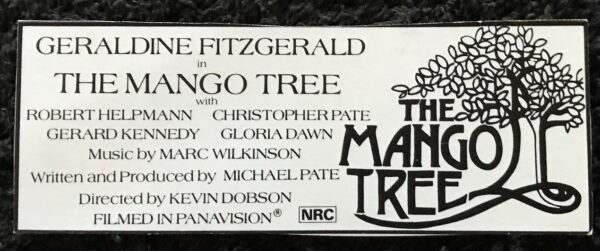 GERALDINE FITZGERALD
in
THE MANGO TREE
with
ROBERT HELPMANN CHRISTOPHER PATE
GERARD KENNEDY GLORIA DAWN
Music by MARC WILKINSON
Written and Produced by MICHAEL PATE
Directed by KEVIN DOBSON
FILMED IN PANAVISION® NRC
THE
MANGO
TREE